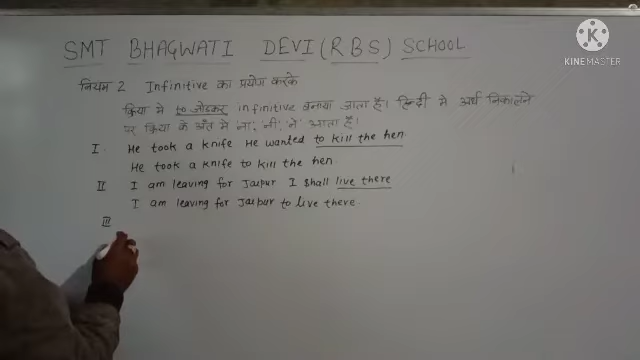 SMT BHAGWATI DEVI (RBS) SCHOOL
KINEMASTER
नियम 2 Infinitive का प्रयोग करके
क्रिया मे to जोडकर infinitive बनाया जाता है। हिन्दी मे अर्थ निकालने
पर क्रिया के अँत मे 'ना', 'नी', 'ने' आता है।
I. He took a knife He wanted to kill the hen.
He took a knife to kill the hen.
II I am leaving for Jaipur I shall live there
I am leaving for Jaipur to live there.
III